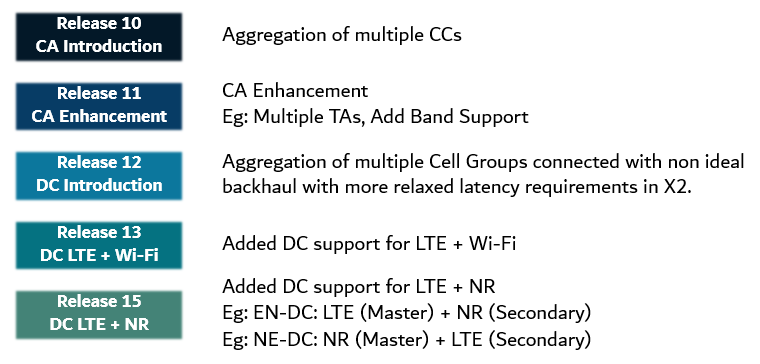 Release 10
CA Introduction
Aggregation of multiple CCs
Release 11
CA Enhancement
CA Enhancement
Eg: Multiple TAs, Add Band Support
Release 12
DC Introduction
Aggregation of multiple Cell Groups connected with non ideal
backhaul with more relaxed latency requirements in X2.
Release 13
DC LTE + Wi-Fi
Added DC support for LTE + Wi-Fi
Release 15
DC LTE + NR
Added DC support for LTE + NR
Eg: EN-DC: LTE (Master) + NR (Secondary)
Eg: NE-DC: NR (Master) + LTE (Secondary)